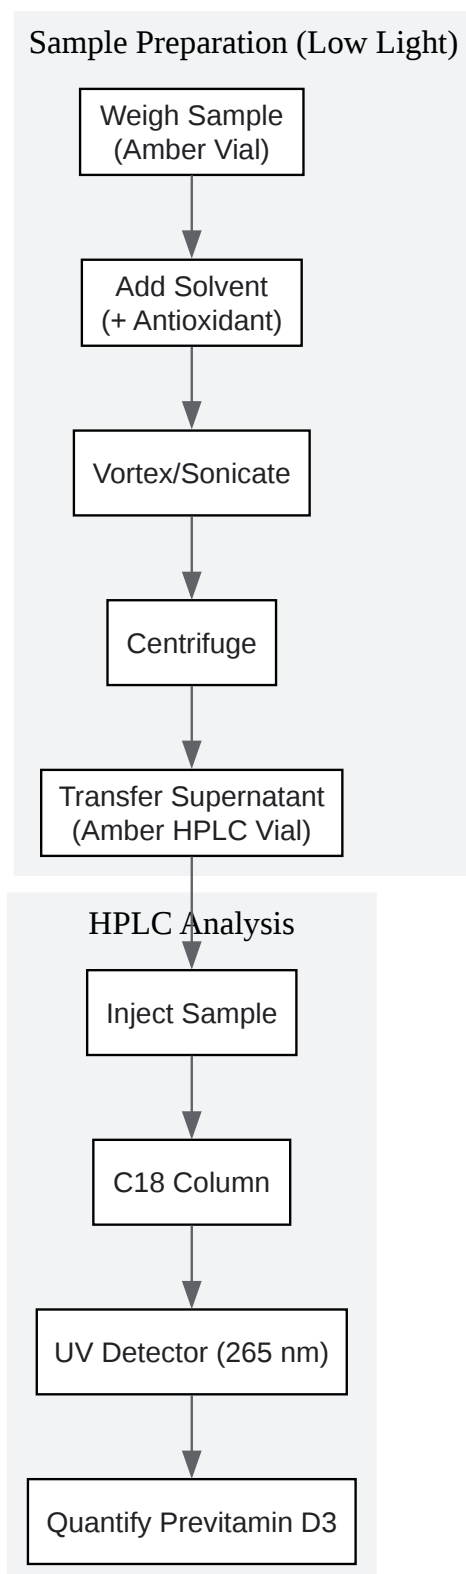 Sample Preparation (Low Light)
Weigh Sample
(Amber Vial)
Add Solvent
(+ Antioxidant)
Vortex/Sonicate
Centrifuge
Transfer Supernatant
(Amber HPLC Vial)
HPLC Analysis
Inject Sample
C18 Column
UV Detector (265 nm)
Quantify Previtamin D3